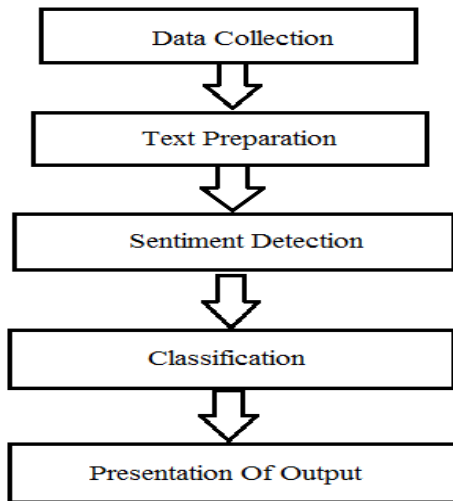 Data Collection
Text Preparation
Sentiment Detection
Classification
Presentation Of Output